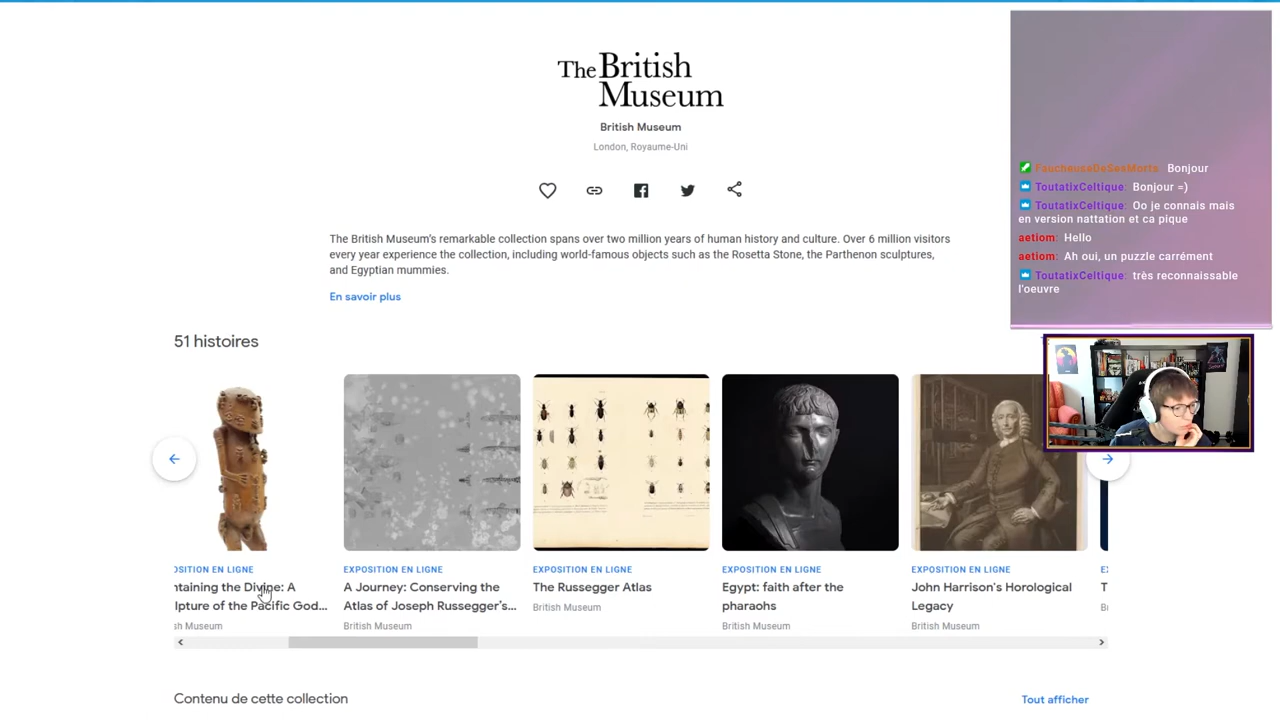 The British
Museum
British Museum
London, Royaume-Uni
The British Museum's remarkable collection spans over two million years of human history and culture. Over 6 million visitors
every year experience the collection, including world-famous objects such as the Rosetta Stone, the Parthenon sculptures,
and Egyptian mummies.
En savoir plus
51 histoires
OSITION EN LIGNE
ntaining the Divine: A
lpture of the Pacific God...
sh Museum
EXPOSITION EN LIGNE
A Journey: Conserving the
Atlas of Joseph Russegger's...
British Museum
EXPOSITION EN LIGNE
The Russegger Atlas
British Museum
EXPOSITION EN LIGNE
Egypt: faith after the
pharaohs
British Museum
EXPOSITION EN LIGNE
John Harrison's Horological
Legacy
British Museum
Contenu de cette collection
Tout afficher
FaucheuseDeSeaMorts Bonjour
ToutatixCeltique: Bonjour =)
ToutatixCeltique: Oo je connais mais
en version nattation et ca pique
aetiom: Hello
aetiom: Ah oui, un puzzle carrément
ToutatixCeltique: très reconnaissable
l'oeuvre